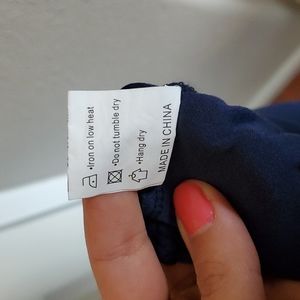 •Iron on low heat
•Do not tumble dry
•Hang dry
MADE IN CHINA